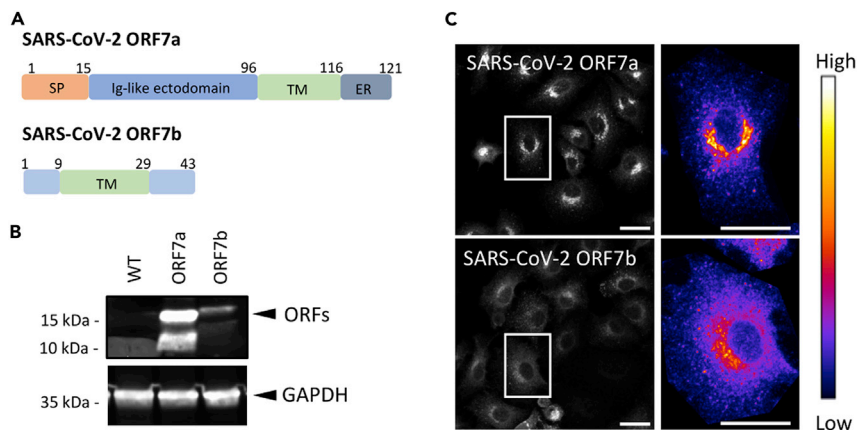 A
SARS-CoV-2 ORF7a
1 15 96 116 121
SP Ig-like ectodomain TM ER
SARS-CoV-2 ORF7b
1 9 29 43
TM
B
WT ORF7a ORF7b
15 kDa -
10 kDa -
ORFs
35 kDa -
GAPDH
C
SARS-CoV-2 ORF7a
SARS-CoV-2 ORF7b
High
Low